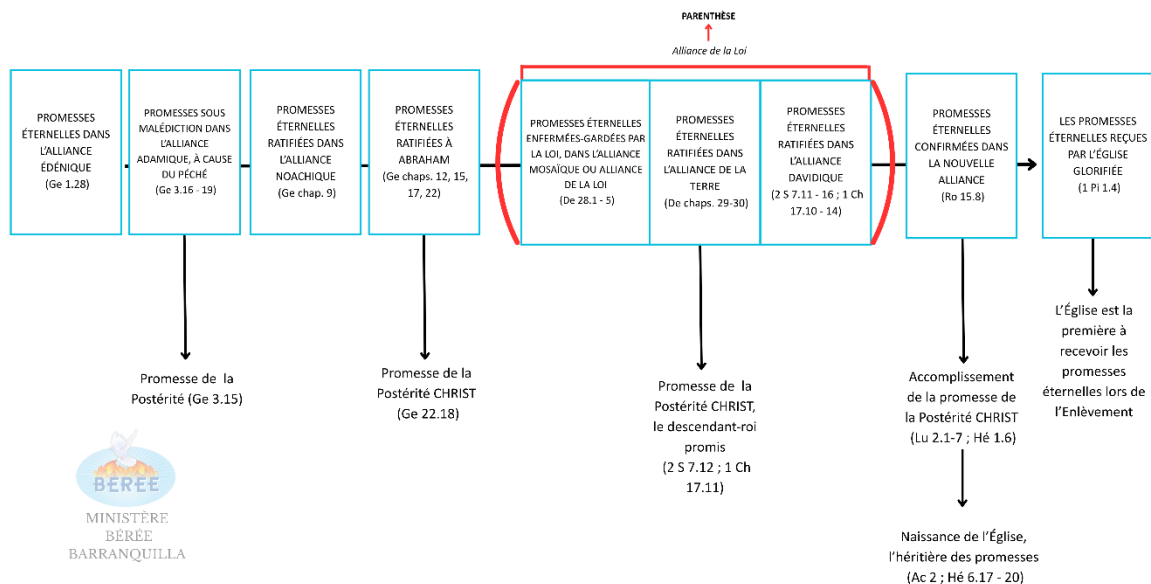 PARENTHÈSE
Alliance de la Loi
PROMESSES
ÉTERNELLES DANS
L'ALLIANCE
ÉDÉNIQUE
(Ge 1.28)
PROMESSES SOUS
MALÉDICTION DANS
L'ALLIANCE
ADAMIQUE, À CAUSE
DU PÉCHÉ
(Ge 3.16 - 19)
PROMESSES
ÉTERNELLES
RATIFIÉES DANS
L'ALLIANCE
NOACHIQUE
(Ge chap. 9)
PROMESSES
ÉTERNELLES
RATIFIÉES À
ABRAHAM
(Ge chaps. 12, 15,
17, 22)
PROMESSES ÉTERNELLES
ENFERMÉES-GARDÉES PAR
LA LOI, DANS L'ALLIANCE
MOSAÏQUE OU ALLIANCE
DE LA LOI
(De 28.1 - 5)
PROMESSES
ÉTERNELLES
RATIFIÉES DANS
L'ALLIANCE DE LA
TERRE
(De chaps. 29-30)
PROMESSES
ÉTERNELLES
RATIFIÉES DANS
L'ALLIANCE
DAVIDIQUE
(2 S 7.11 - 16 ; 1 Ch
17.10 - 14)
PROMESSES
ÉTERNELLES
CONFIRMÉES DANS
LA NOUVELLE
ALLIANCE
(Ro 15.8)
LES PROMESSES
ÉTERNELLES REÇUES
PAR L'ÉGLISE
GLORIFIÉE
(1 Pi 1.4)
Promesse de la
Postérité (Ge 3.15)
Promesse de la
Postérité CHRIST
(Ge 22.18)
Promesse de la
Postérité CHRIST,
le descendant-roi
promis
(2 S 7.12 ; 1 Ch
17.11)
Accomplissement
de la promesse de
la Postérité CHRIST
(Lu 2.1-7 ; Hé 1.6)
Naissance de l'Église,
l'héritière des promesses
(Ac 2 ; Hé 6.17 - 20)
L'Église est la
première à
recevoir les
promesses
éternelles lors de
l'Enlèvement
BÉRÉE
MINISTÈRE
BÉRÉE
BARRANQUILLA